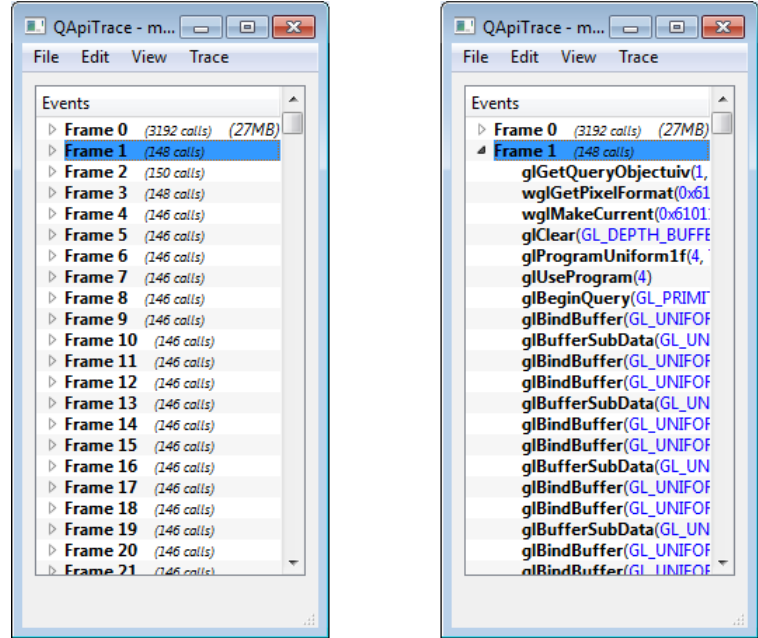 QApiTrace - m...
File Edit View Trace
Events
Frame 0 (3192 calls) (27MB)
Frame 1 (148 calls)
Frame 2 (150 calls)
Frame 3 (148 calls)
Frame 4 (146 calls)
Frame 5 (146 calls)
Frame 6 (146 calls)
Frame 7 (146 calls)
Frame 8 (146 calls)
Frame 9 (146 calls)
Frame 10 (146 calls)
Frame 11 (146 calls)
Frame 12 (146 calls)
Frame 13 (146 calls)
Frame 14 (146 calls)
Frame 15 (146 calls)
Frame 16 (146 calls)
Frame 17 (146 calls)
Frame 18 (146 calls)
Frame 19 (146 calls)
Frame 20 (146 calls)
Frame 21 (146 calls)
QApiTrace - m...
File Edit View Trace
Events
Frame 0 (3192 calls) (27MB)
Frame 1 (148 calls)
glGetQueryObjectuiv(1,
wglGetPixelFormat(0x61
wglMakeCurrent(0x6101
glClear(GL_DEPTH_BUFFE
glProgramUniform1f(4,
glUseProgram(4)
glBeginQuery(GL_PRIMIT
glBindBuffer(GL_UNIFOR
glBufferSubData(GL_UN
glBindBuffer(GL_UNIFOR
glBindBuffer(GL_UNIFOR
glBufferSubData(GL_UN
glBindBuffer(GL_UNIFOR
glBindBuffer(GL_UNIFOR
glBufferSubData(GL_UN
glBindBuffer(GL_UNIFOR
glBindBuffer(GL_UNIFOR
glBufferSubData(GL_UN
glBindBuffer(GL_UNIFOR
glBindBuffer(GL_UNIFOR